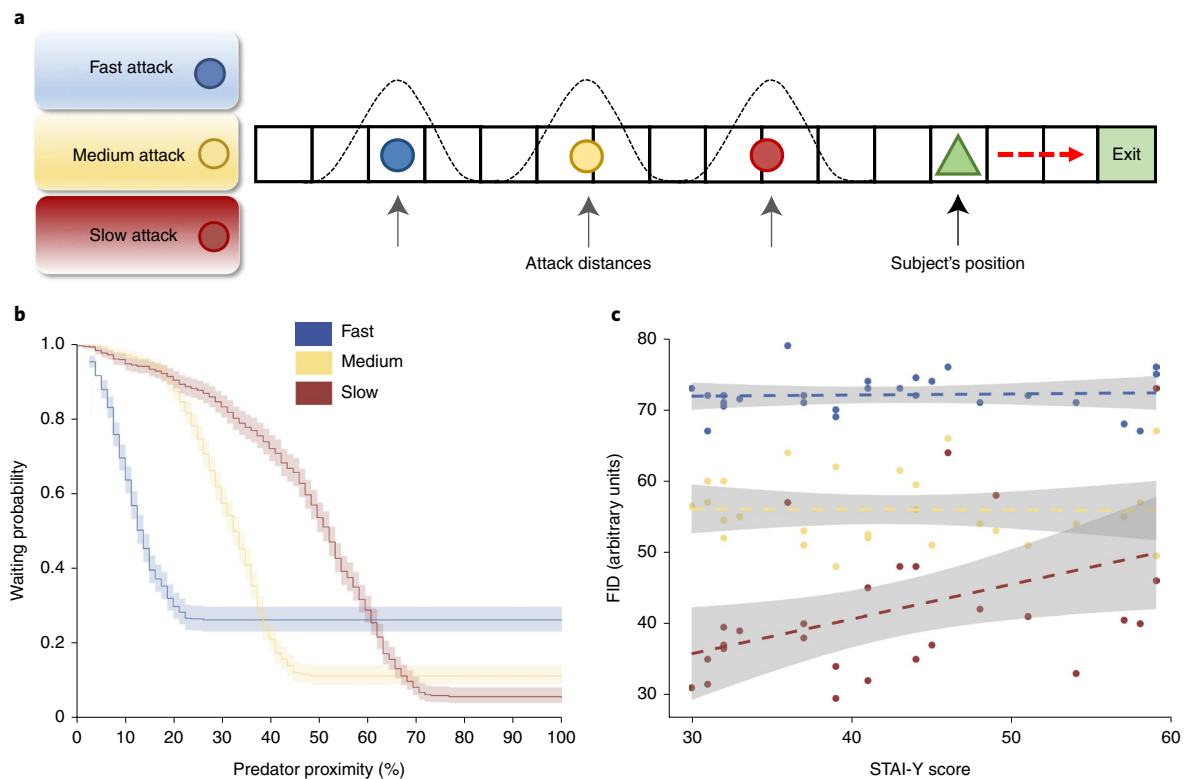 a
Fast attack
Medium attack
Slow attack
Exit
Attack distances
Subject's position
b
Fast
Medium
Slow
1.0
0.8
0.6
0.4
0.2
0
0 10 20 30 40 50 60 70 80 90 100
Waiting probability
Predator proximity (%)
c
80
70
60
50
40
30
30 40 50 60
FID (arbitrary units)
STAI-Y score